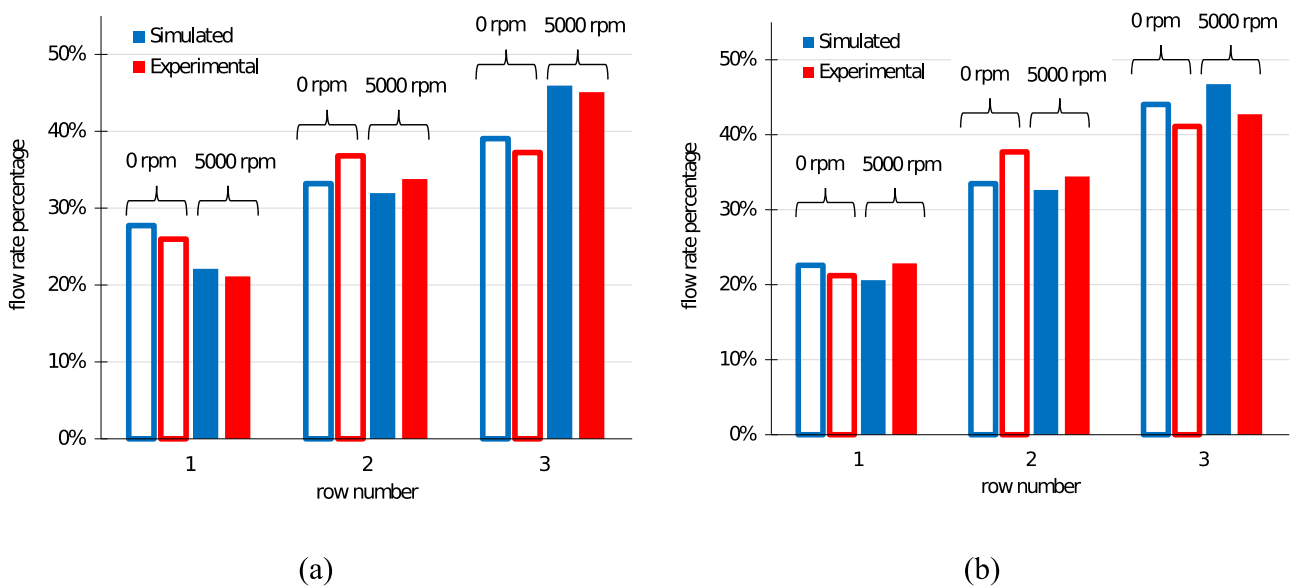 50%
40%
30%
20%
10%
0%
flow rate percentage
Simulated
Experimental
0 rpm
5000 rpm
0 rpm
5000 rpm
0 rpm
5000 rpm
1
2
3
row number
(a)
50%
40%
30%
20%
10%
0%
flow rate percentage
Simulated
Experimental
0 rpm
5000 rpm
0 rpm
5000 rpm
0 rpm
5000 rpm
1
2
3
row number
(b)